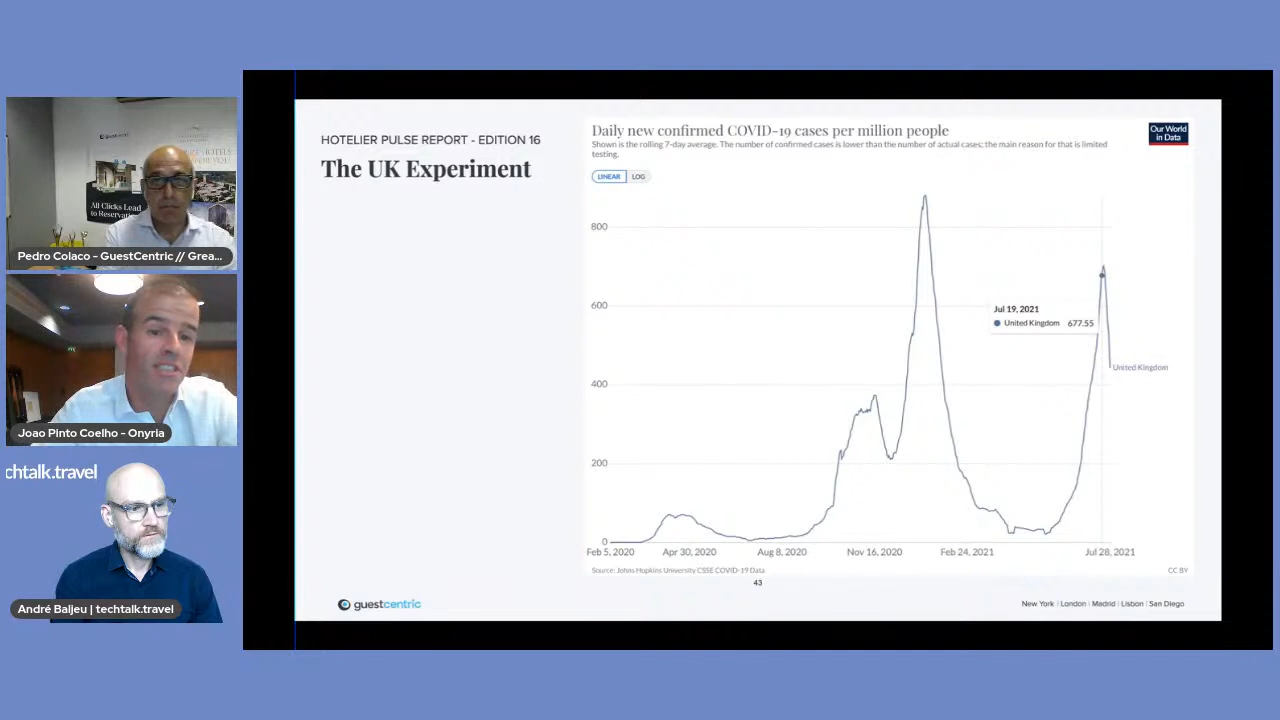 All Clicks Lead
to Reservat
Pedro Colaco - GuestCentric // Grea...
Joao Pinto Coelho - Onyria
chtalk.travel
André Baljeu | techtalk.travel
HOTELIER PULSE REPORT - EDITION 16
The UK Experiment
Daily new confirmed COVID-19 cases per million people
Shown is the rolling 7-day average. The number of confirmed cases is lower than the number of actual cases; the main reason for that is limited
testing.
Our World
in Data
LINEAR LOG
800
600
400
200
0
Jul 19, 2021
United Kingdom 677.55
United Kingdom
Feb 5, 2020 Apr 30, 2020 Aug 8, 2020 Nov 16, 2020 Feb 24, 2021 Jul 28, 2021
Source: Johns Hopkins University CSSE COVID-19 Data CC BY
43
guestcentric
New York | London | Madrid | Lisbon | San Diego